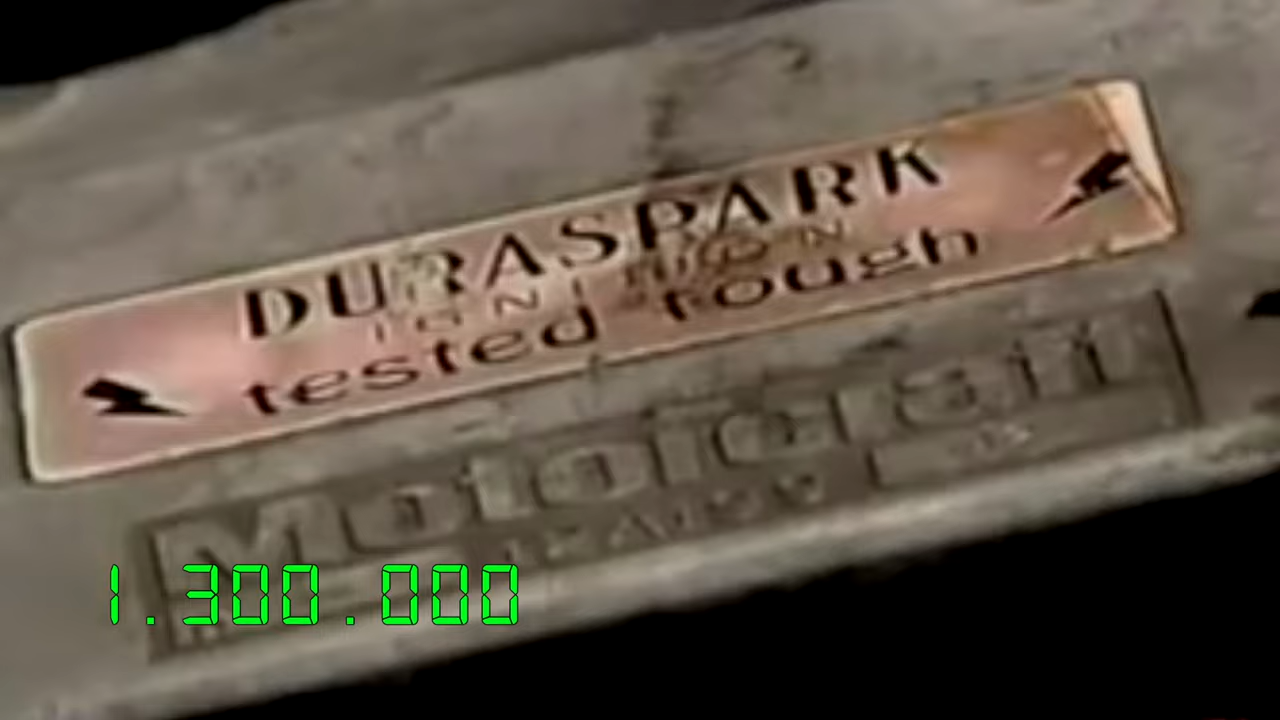 DURASPARK
IGNITION
tested tough
Motorcraft
1.300.000